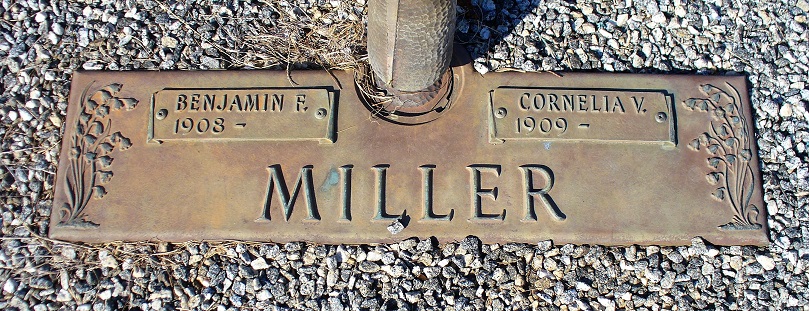 BENJAMIN F.
1908 -
CORNELIA V.
1909 -
MILLER